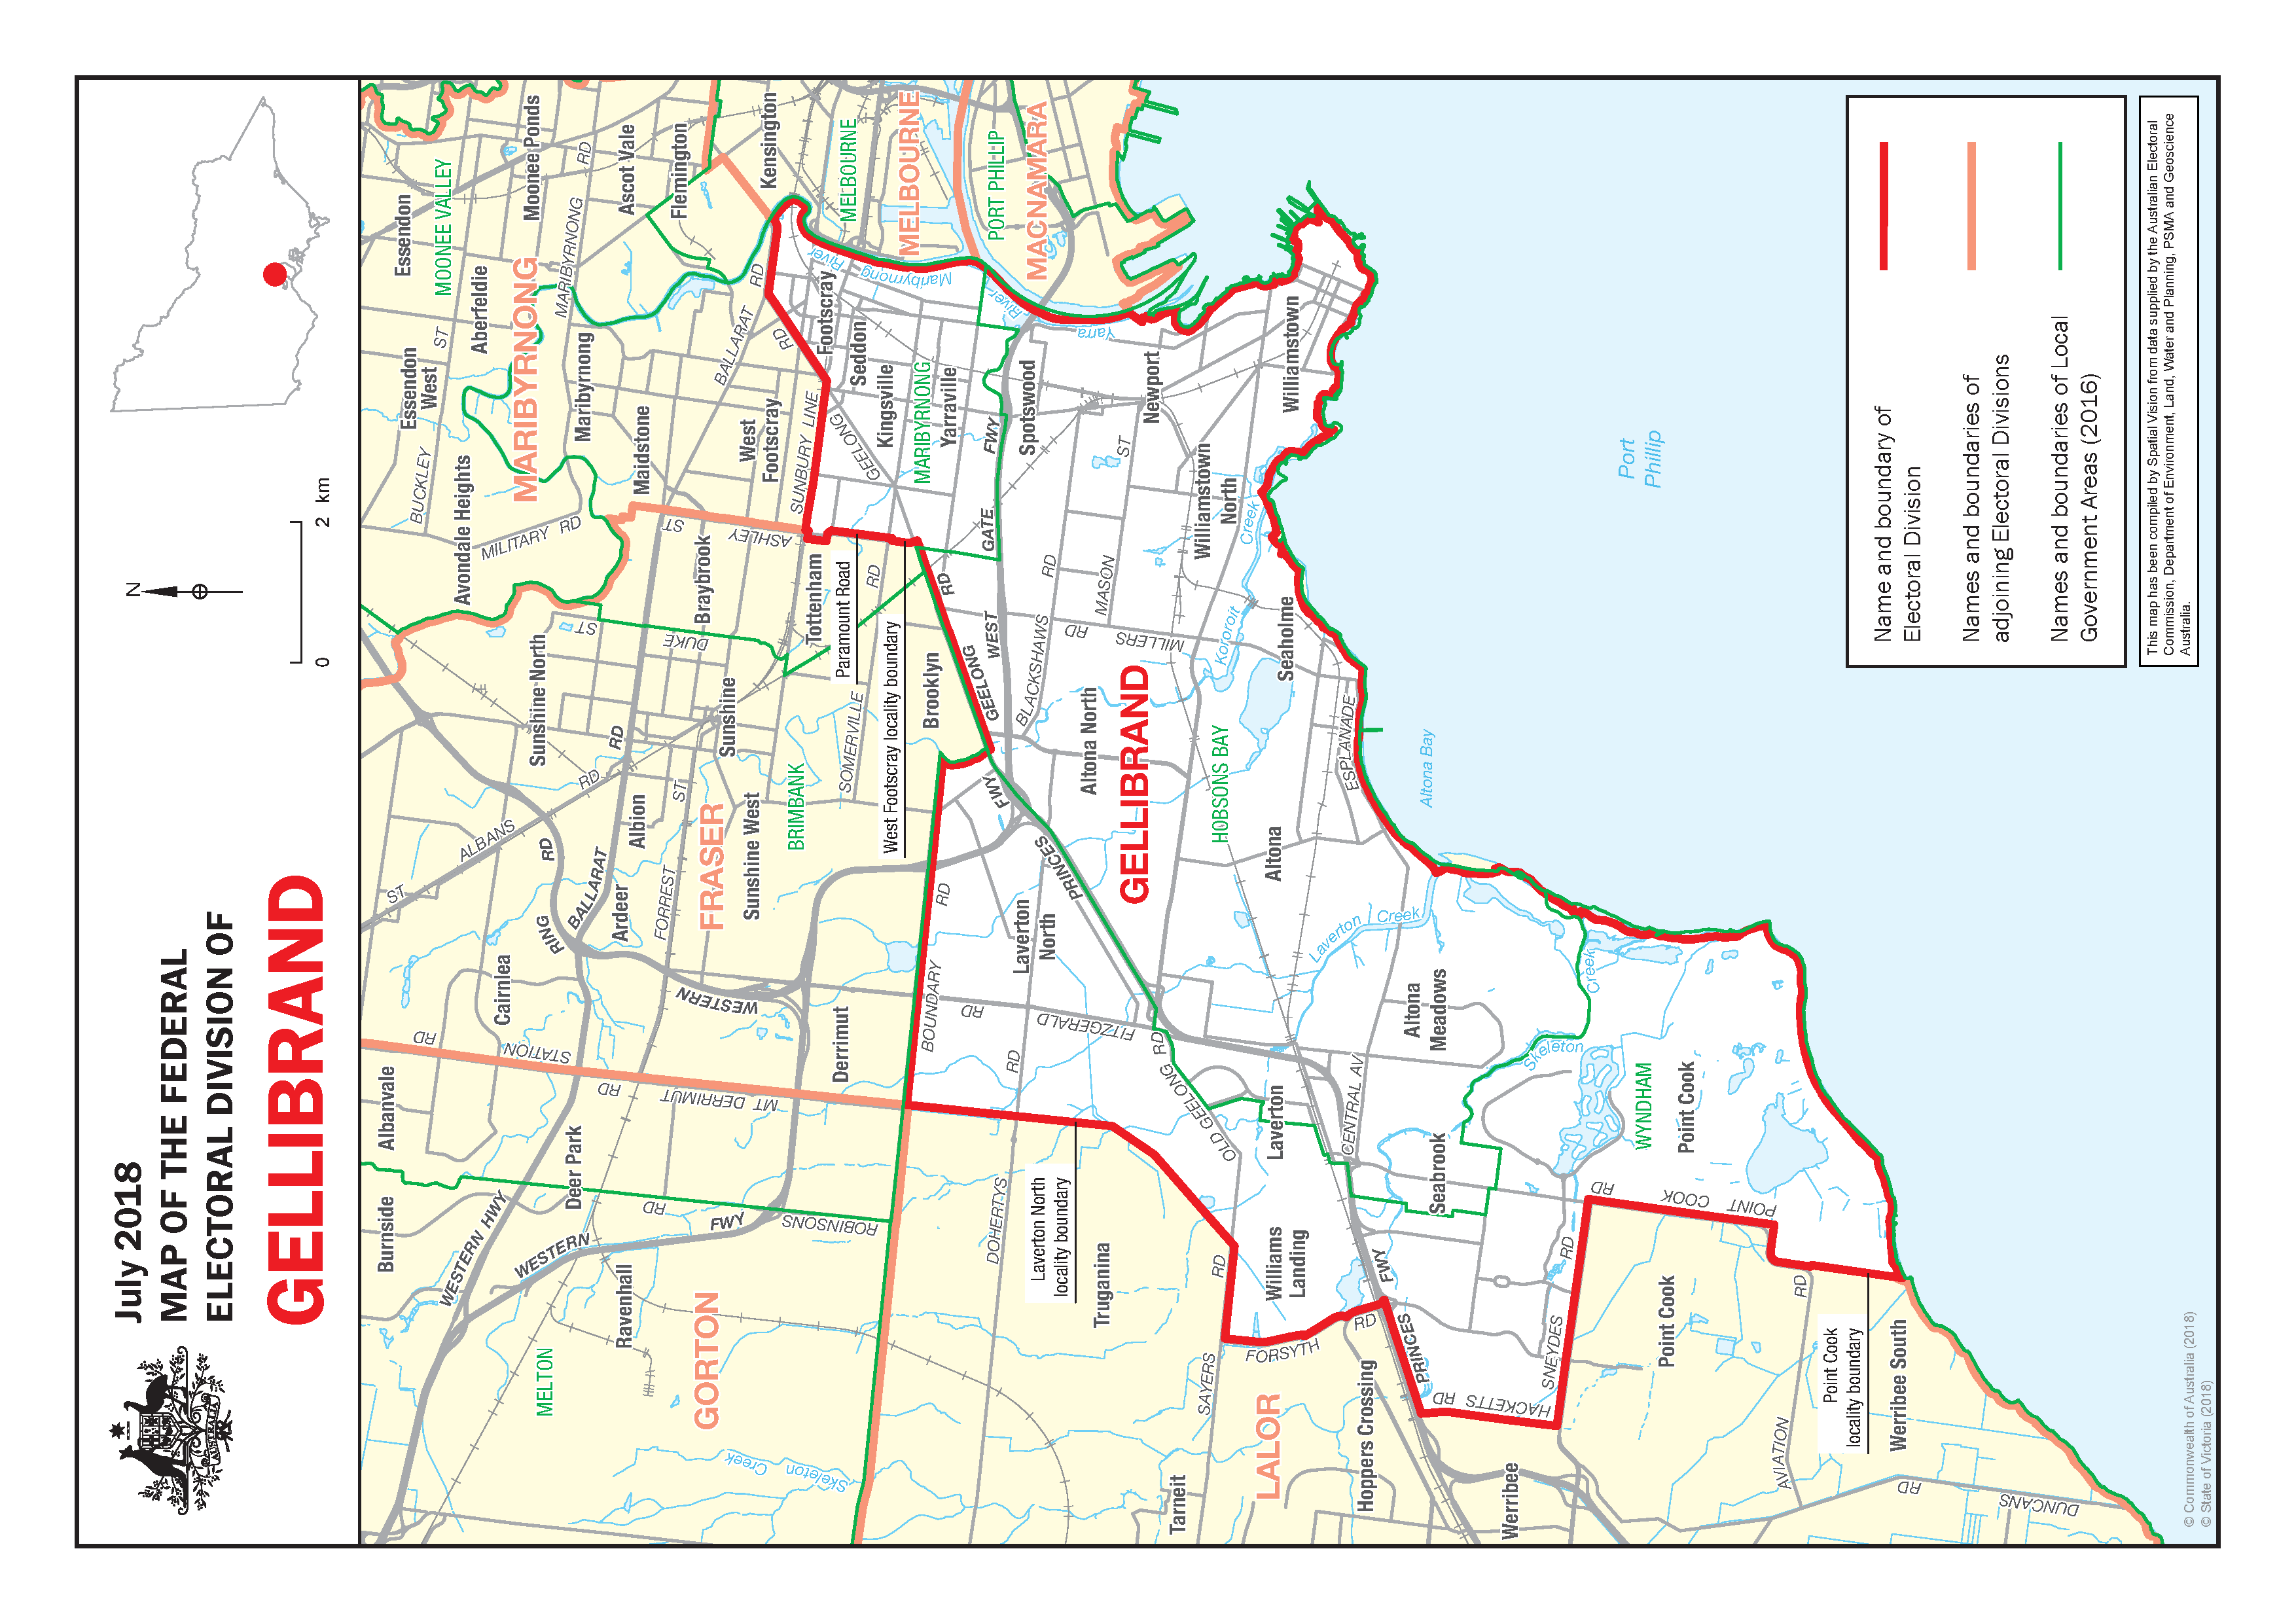 July 2018
MAP OF THE FEDERAL
ELECTORAL DIVISION OF
GELLIBRAND
AUSTRALIA
0
2 km
N
Burnside
Albanvale
STATION
RD
ST
ALBANS
RD
Cairnlea
WESTERN HWY
Deer Park
RING
RD
BALLARAT
RD
Ardeer
Albion
Sunshine North
Avondale Heights
BUCKLEY
ST
Essendon
West
Essendon
MOONEE VALLEY
Aberfeldie
Moonee Ponds
MARIBYRNONG
MILITARY RD
MARIBYRNONG
RD
Maribyrnong
Ascot Vale
MELTON
WESTERN
FWY
Ravenhall
ROBINSONS
RD
MT DERRIMUT
RD
FORREST
ST
WESTERN
GORTON
FRASER
Sunshine West
Sunshine
DUKE
ST
Braybrook
Maidstone
ASHLEY
ST
BALLARAT
RD
Flemington
Kensington
West
Footscray
SUNBURY LINE
RD
Skeleton
Creek
Derrimut
BRIMBANK
SOMERVILLE
RD
Tottenham
Paramount Road
West Footscray locality boundary
Brooklyn
Footscray
Seddon
Kingsville
GEELONG
RD
MARIBYRNONG
Yarraville
Maribyrnong
River
MELBOURNE
MELBOURNE
PORT PHILLIP
MACNAMARA
BOUNDARY
RD
DOHERTYS
RD
Laverton North
locality boundary
Truganina
Laverton
North
FITZGERALD
RD
PRINCES
FWY
GEELONG
WEST
GATE
FWY
BLACKSHAWS
RD
Spotswood
Yarra
River
Newport
MASON
ST
MILLERS
RD
Altona North
GELLIBRAND
HOBSONS BAY
Williamstown
North
Williamstown
Kororoit
Creek
Seaholme
Altona
ESPLANADE
Altona Bay
Port
Phillip
Tarneit
SAYERS
RD
OLD GEELONG
RD
Laverton
Williams
Landing
FORSYTH
RD
LALOR
Hoppers Crossing
PRINCES
FWY
CENTRAL AV
Laverton
Creek
Altona
Meadows
Seabrook
HACKETTS
RD
Werribee
SNEYDES
RD
Skeleton
Creek
WYNDHAM
Point Cook
Point Cook
POINT
COOK
RD
AVIATION
RD
Point Cook
locality boundary
Werribee South
DUNCANS
RD
Name and boundary of
Electoral Division
Names and boundaries of
adjoining Electoral Divisions
Names and boundaries of Local
Government Areas (2016)
This map has been compiled by Spatial Vision from data supplied by the Australian Electoral
Commission, Department of Environment, Land, Water and Planning, PSMA and Geoscience
Australia.
© Commonwealth of Australia (2018)
© State of Victoria (2018)